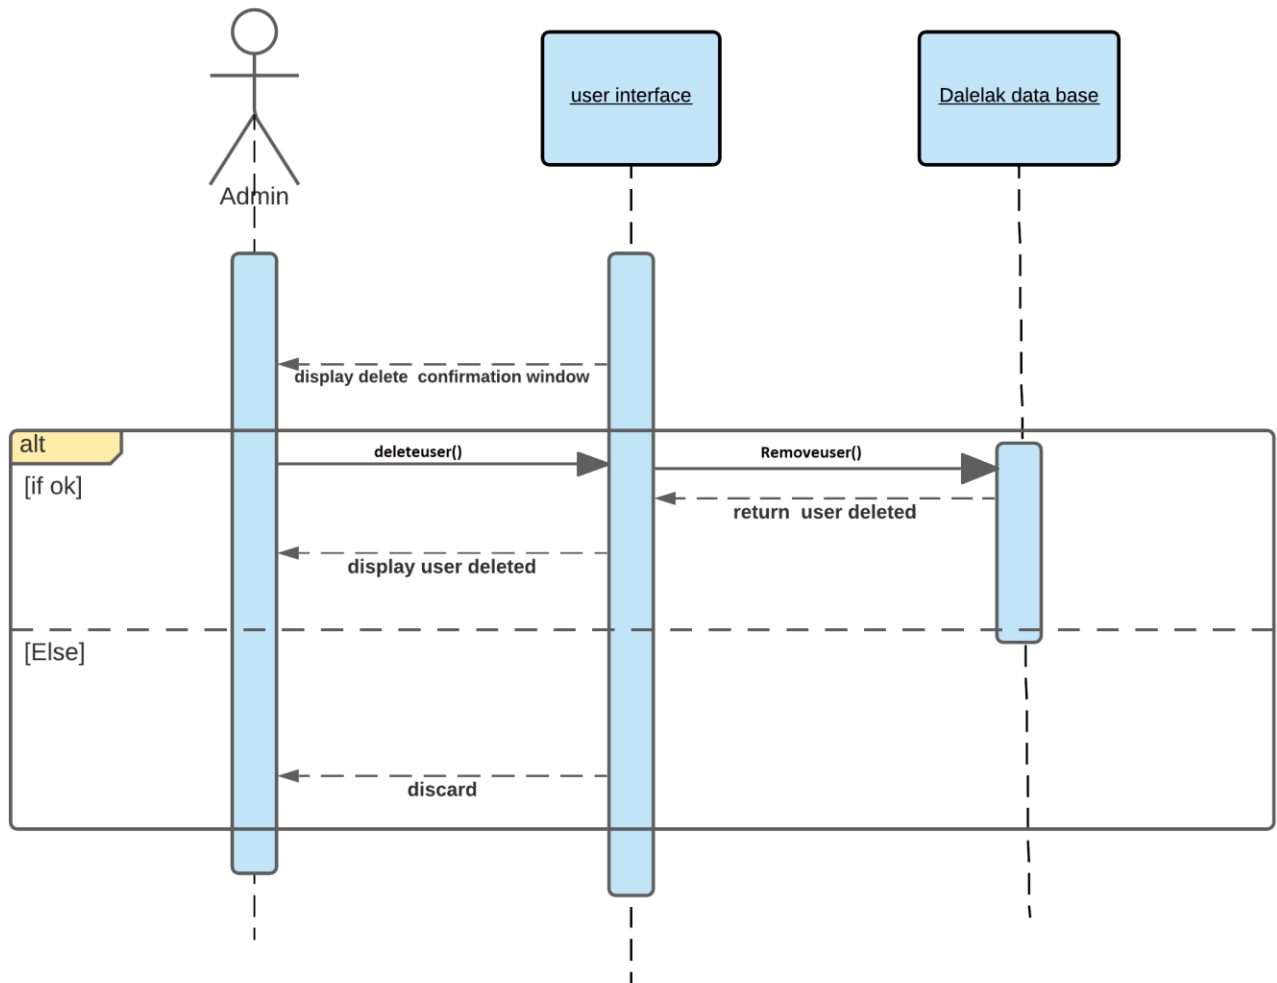 Admin
user interface
Dalelak data base
display delete  confirmation window
alt
[if ok]
deleteuser()
Removeuser()
return  user deleted
display user deleted
[Else]
discard